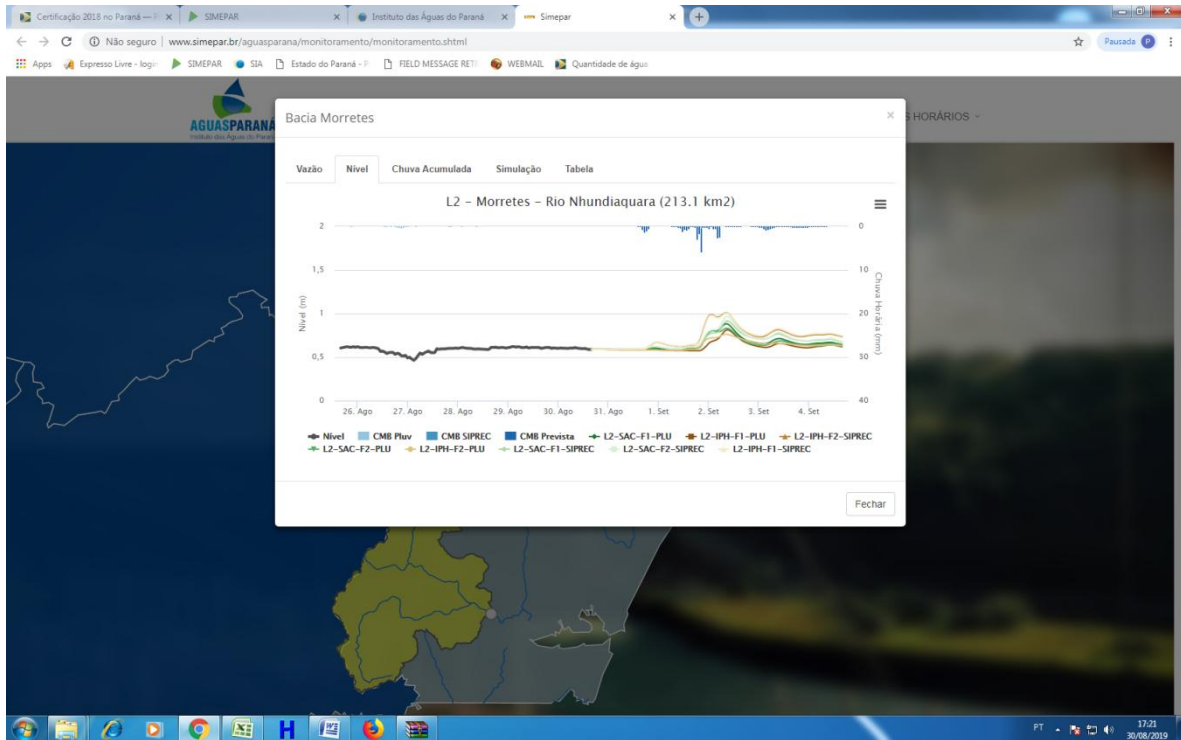 Certificação 2018 no Paraná — P
SIMEPAR
Instituto das Águas do Paraná
Simepar
Não seguro | www.simepar.br/aguasparana/monitoramento/monitoramento.shtml
Pausada P
Apps Expresso Livre - login SIMEPAR SIA Estado do Paraná - P FIELD MESSAGE RET WEBMAIL Quantidade de água
AGUASPARANÁ
Instituto das Águas do Paraná
S HORÁRIOS
Bacia Morretes ×
Vazão Nível Chuva Acumulada Simulação Tabela
L2 – Morretes – Rio Nhundiaquara (213.1 km2)
2 0
1,5 10
1 20
0,5 30
0 40
Nível (m)
Chuva Horária (mm)
26. Ago 27. Ago 28. Ago 29. Ago 30. Ago 31. Ago 1. Set 2. Set 3. Set 4. Set
Nível CMB Pluv CMB SIPREC CMB Prevista L2-SAC-F1-PLU L2-IPH-F1-PLU L2-IPH-F2-SIPREC
L2-SAC-F2-PLU L2-IPH-F2-PLU L2-SAC-F1-SIPREC L2-SAC-F2-SIPREC L2-IPH-F1-SIPREC
Fechar
H
PT 17:21
30/08/2019